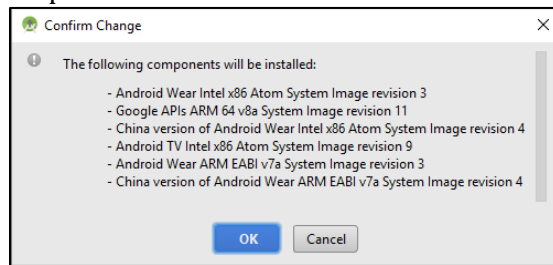 Confirm Change
The following components will be installed:
- Android Wear Intel x86 Atom System Image revision 3
- Google APIs ARM 64 v8a System Image revision 11
- China version of Android Wear Intel x86 Atom System Image revision 4
- Android TV Intel x86 Atom System Image revision 9
- Android Wear ARM EABI v7a System Image revision 3
- China version of Android Wear ARM EABI v7a System Image revision 4
OK Cancel